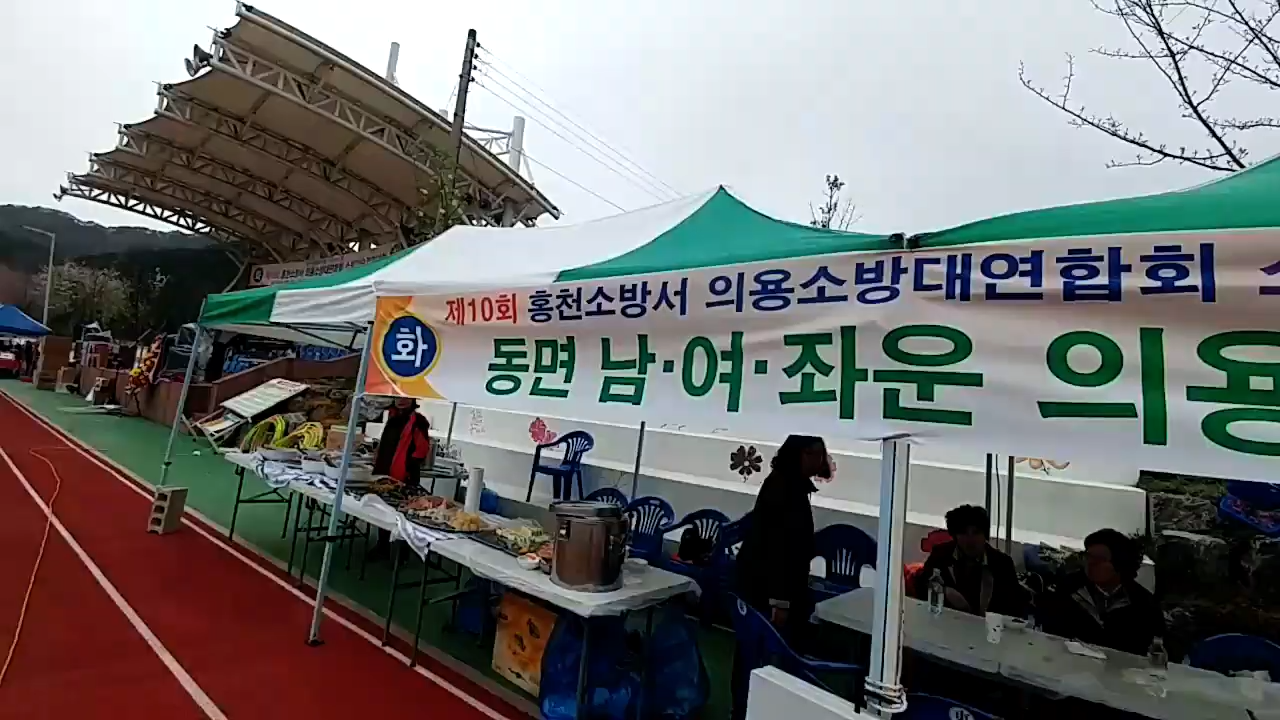 제10회 홍천소방서 의용소방대연합회
화
동면 남·여·좌운 의용